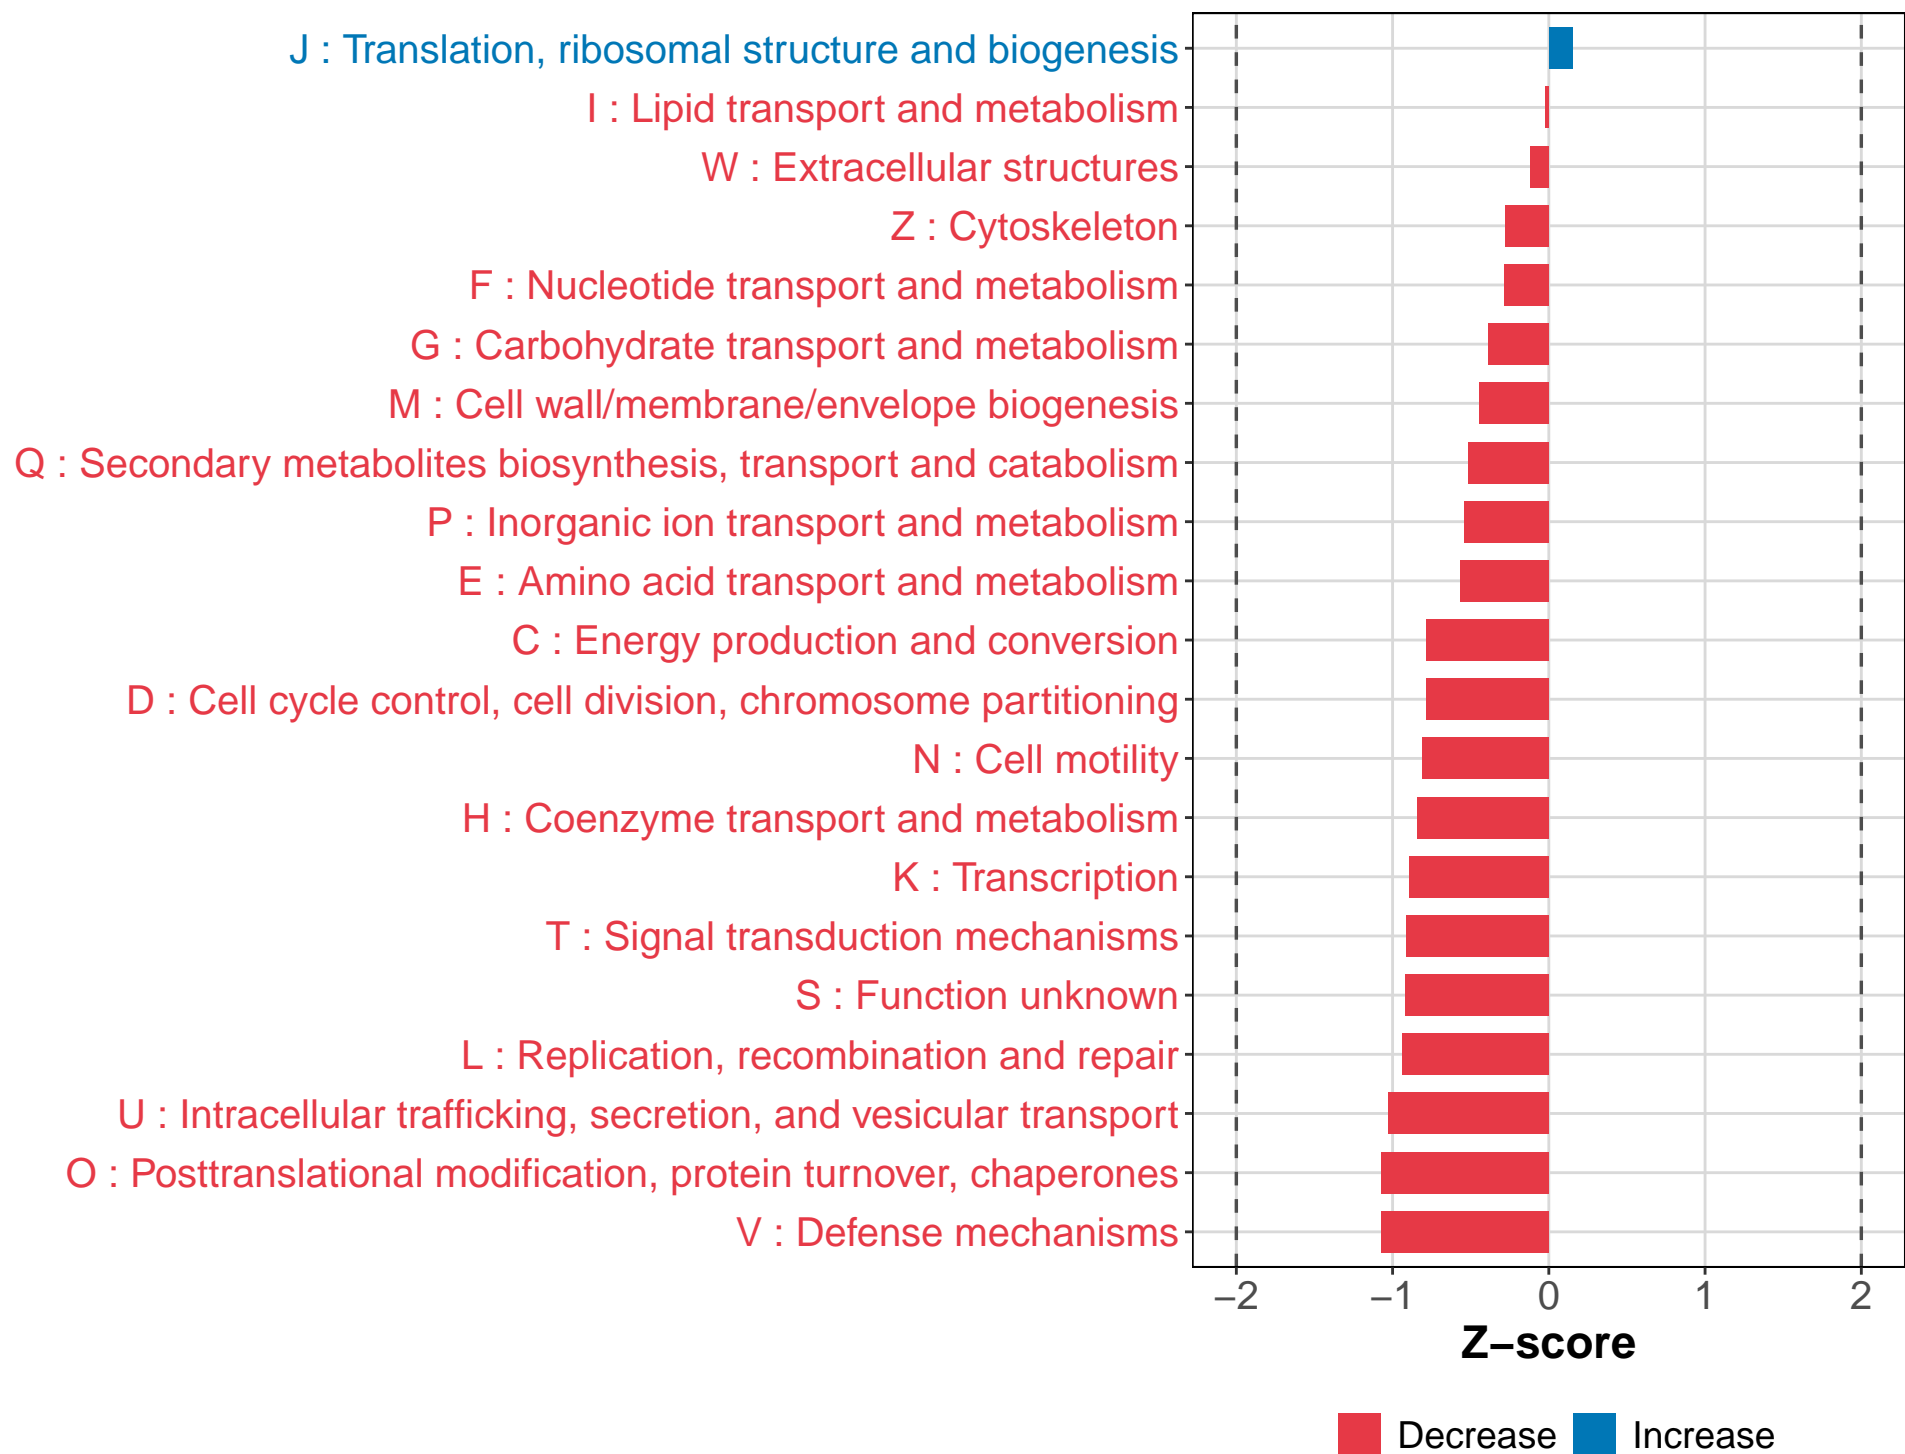 J : Translation, ribosomal structure and biogenesis
I : Lipid transport and metabolism
W : Extracellular structures
Z : Cytoskeleton
F : Nucleotide transport and metabolism
G : Carbohydrate transport and metabolism
M : Cell wall/membrane/envelope biogenesis
Q : Secondary metabolites biosynthesis, transport and catabolism
P : Inorganic ion transport and metabolism
E : Amino acid transport and metabolism
C : Energy production and conversion
D : Cell cycle control, cell division, chromosome partitioning
N : Cell motility
H : Coenzyme transport and metabolism
K : Transcription
T : Signal transduction mechanisms
S : Function unknown
L : Replication, recombination and repair
U : Intracellular trafficking, secretion, and vesicular transport
O : Posttranslational modification, protein turnover, chaperones
V : Defense mechanisms
−2 −1 0 1 2
Z−score
Decrease Increase